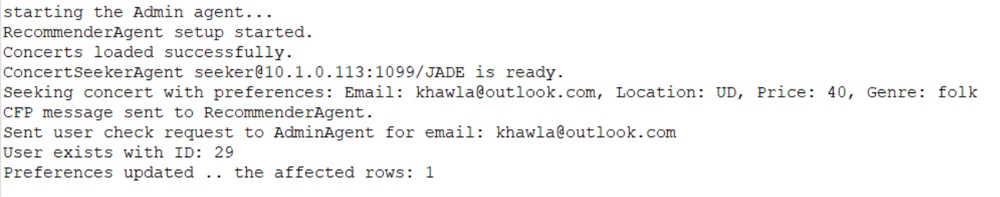 starting the Admin agent...
RecommenderAgent setup started.
Concerts loaded successfully.
ConcertSeekerAgent seeker@10.1.0.113:1099/JADE is ready.
Seeking concert with preferences: Email: khawla@outlook.com, Location: UD, Price: 40, Genre: folk
CFP message sent to RecommenderAgent.
Sent user check request to AdminAgent for email: khawla@outlook.com
User exists with ID: 29
Preferences updated .. the affected rows: 1